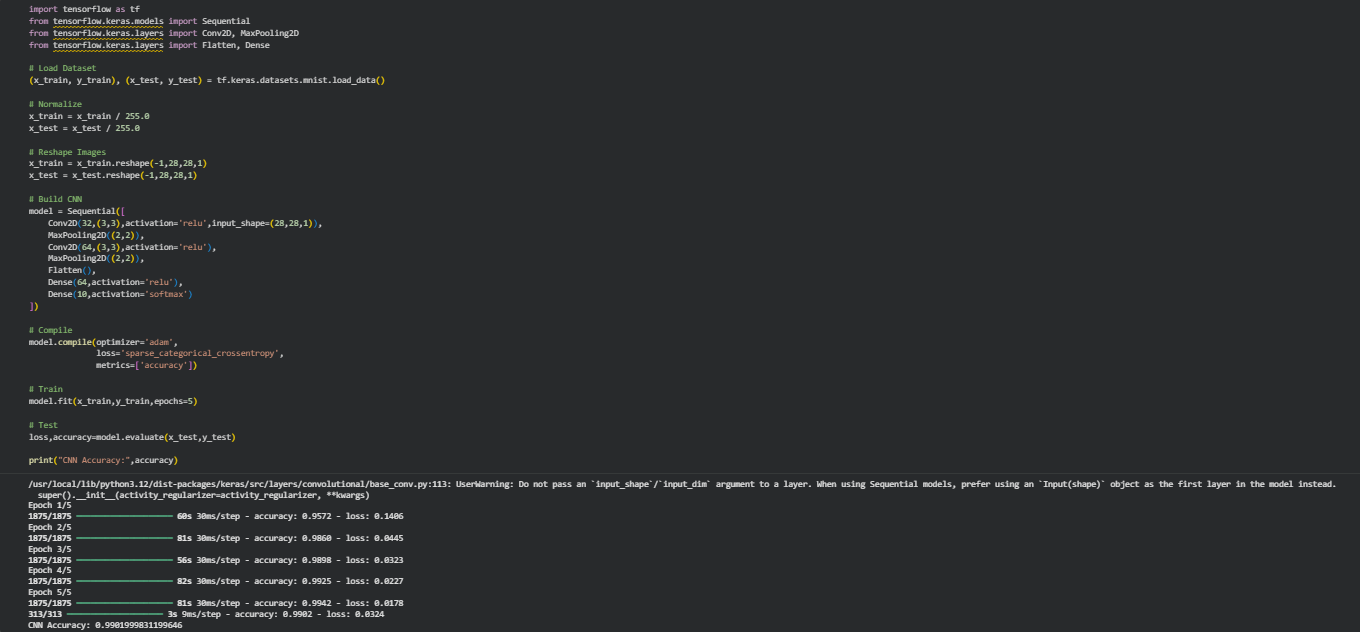 import tensorflow as tf
from tensorflow.keras.models import Sequential
from tensorflow.keras.layers import Conv2D, MaxPooling2D
from tensorflow.keras.layers import Flatten, Dense
# Load Dataset
(x_train, y_train), (x_test, y_test) = tf.keras.datasets.mnist.load_data()
# Normalize
x_train = x_train / 255.0
x_test = x_test / 255.0
# Reshape Images
x_train = x_train.reshape(-1,28,28,1)
x_test = x_test.reshape(-1,28,28,1)
# Build CNN
model = Sequential([
    Conv2D(32,(3,3),activation='relu',input_shape=(28,28,1)),
    MaxPooling2D((2,2)),
    Conv2D(64,(3,3),activation='relu'),
    MaxPooling2D((2,2)),
    Flatten(),
    Dense(64,activation='relu'),
    Dense(10,activation='softmax')
])
# Compile
model.compile(optimizer='adam',
              loss='sparse_categorical_crossentropy',
              metrics=['accuracy'])
# Train
model.fit(x_train,y_train,epochs=5)
# Test
loss,accuracy=model.evaluate(x_test,y_test)
print("CNN Accuracy:",accuracy)
/usr/local/lib/python3.12/dist-packages/keras/src/layers/convolutional/base_conv.py:113: UserWarning: Do not pass an `input_shape`/`input_dim` argument to a layer. When using Sequential models, prefer using an `Input(shape)` object as the first layer in the model instead.
  super().__init__(activity_regularizer=activity_regularizer, **kwargs)
Epoch 1/5
1875/1875 60s 30ms/step - accuracy: 0.9572 - loss: 0.1406
Epoch 2/5
1875/1875 81s 30ms/step - accuracy: 0.9860 - loss: 0.0445
Epoch 3/5
1875/1875 56s 30ms/step - accuracy: 0.9898 - loss: 0.0323
Epoch 4/5
1875/1875 82s 30ms/step - accuracy: 0.9925 - loss: 0.0227
Epoch 5/5
1875/1875 81s 30ms/step - accuracy: 0.9942 - loss: 0.0178
313/313 3s 9ms/step - accuracy: 0.9902 - loss: 0.0324
CNN Accuracy: 0.9901999831199646